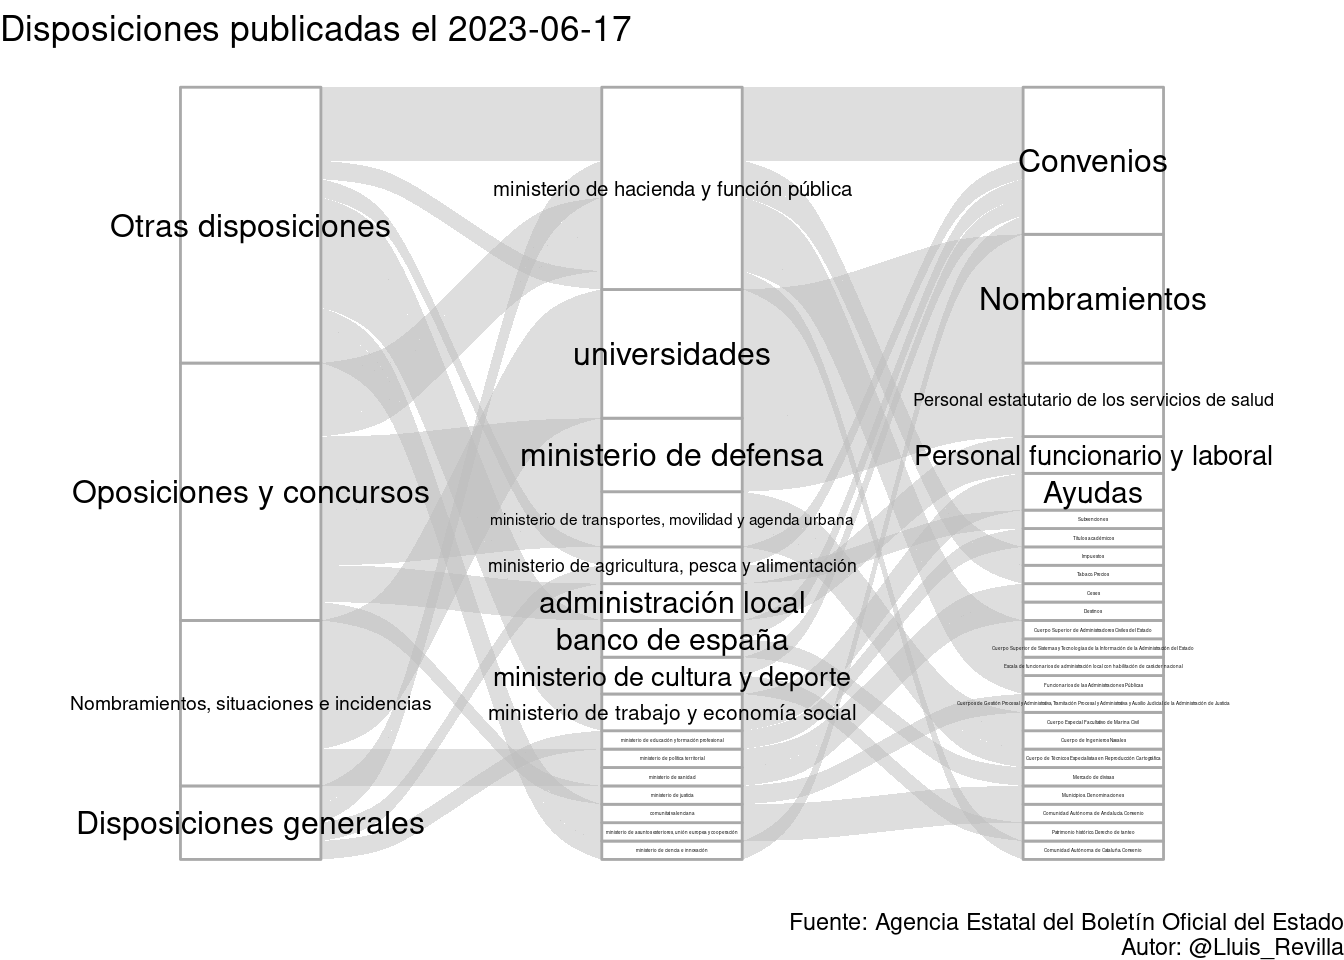 Disposiciones publicadas el 2023-06-17
Otras disposiciones
Oposiciones y concursos
Nombramientos, situaciones e incidencias
Disposiciones generales
ministerio de hacienda y función pública
universidades
ministerio de defensa
ministerio de transportes, movilidad y agenda urbana
ministerio de agricultura, pesca y alimentación
administración local
banco de españa
ministerio de cultura y deporte
ministerio de trabajo y economía social
ministerio de educación y formación profesional
ministerio de política territorial
ministerio de sanidad
ministerio de justicia
comunitat valenciana
ministerio de asuntos exteriores, unión europea y cooperación
ministerio de ciencia e innovación
Convenios
Nombramientos
Personal estatutario de los servicios de salud
Personal funcionario y laboral
Ayudas
Subvenciones
Títulos académicos
Impuestos
Tabaco. Precios
Ceses
Destinos
Cuerpo Superior de Administradores Civiles del Estado
Cuerpo Superior de Sistemas y Tecnologías de la Información de la Administración del Estado
Escala de funcionarios de administración local con habilitación de carácter nacional
Funcionarios de las Administraciones Públicas
Cuerpos de Gestión Procesal y Administrativa, Tramitación Procesal y Administrativa y Auxilio Judicial de la Administración de Justicia
Cuerpo Especial Facultativo de Marina Civil
Cuerpo de Ingenieros Navales
Cuerpo de Técnicos Especialistas en Reproducción Cartográfica
Mercado de divisas
Municipios. Denominaciones
Comunidad Autónoma de Andalucía. Convenio
Patrimonio histórico. Derecho de tanteo
Comunidad Autónoma de Cataluña. Convenio
Fuente: Agencia Estatal del Boletín Oficial del Estado
Autor: @Lluis_Revilla